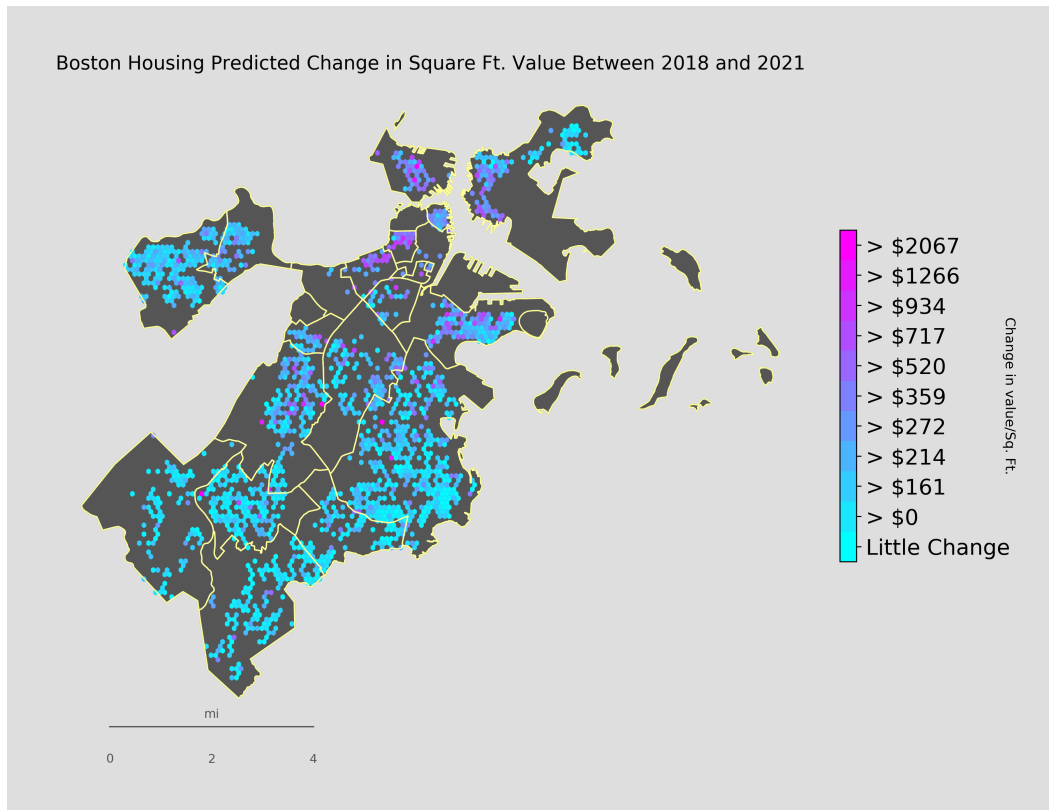 Boston Housing Predicted Change in Square Ft. Value Between 2018 and 2021
> $2067
> $1266
> $934
> $717
> $520
> $359
> $272
> $214
> $161
> $0
Little Change
Change in value/Sq. Ft.
mi
0 2 4